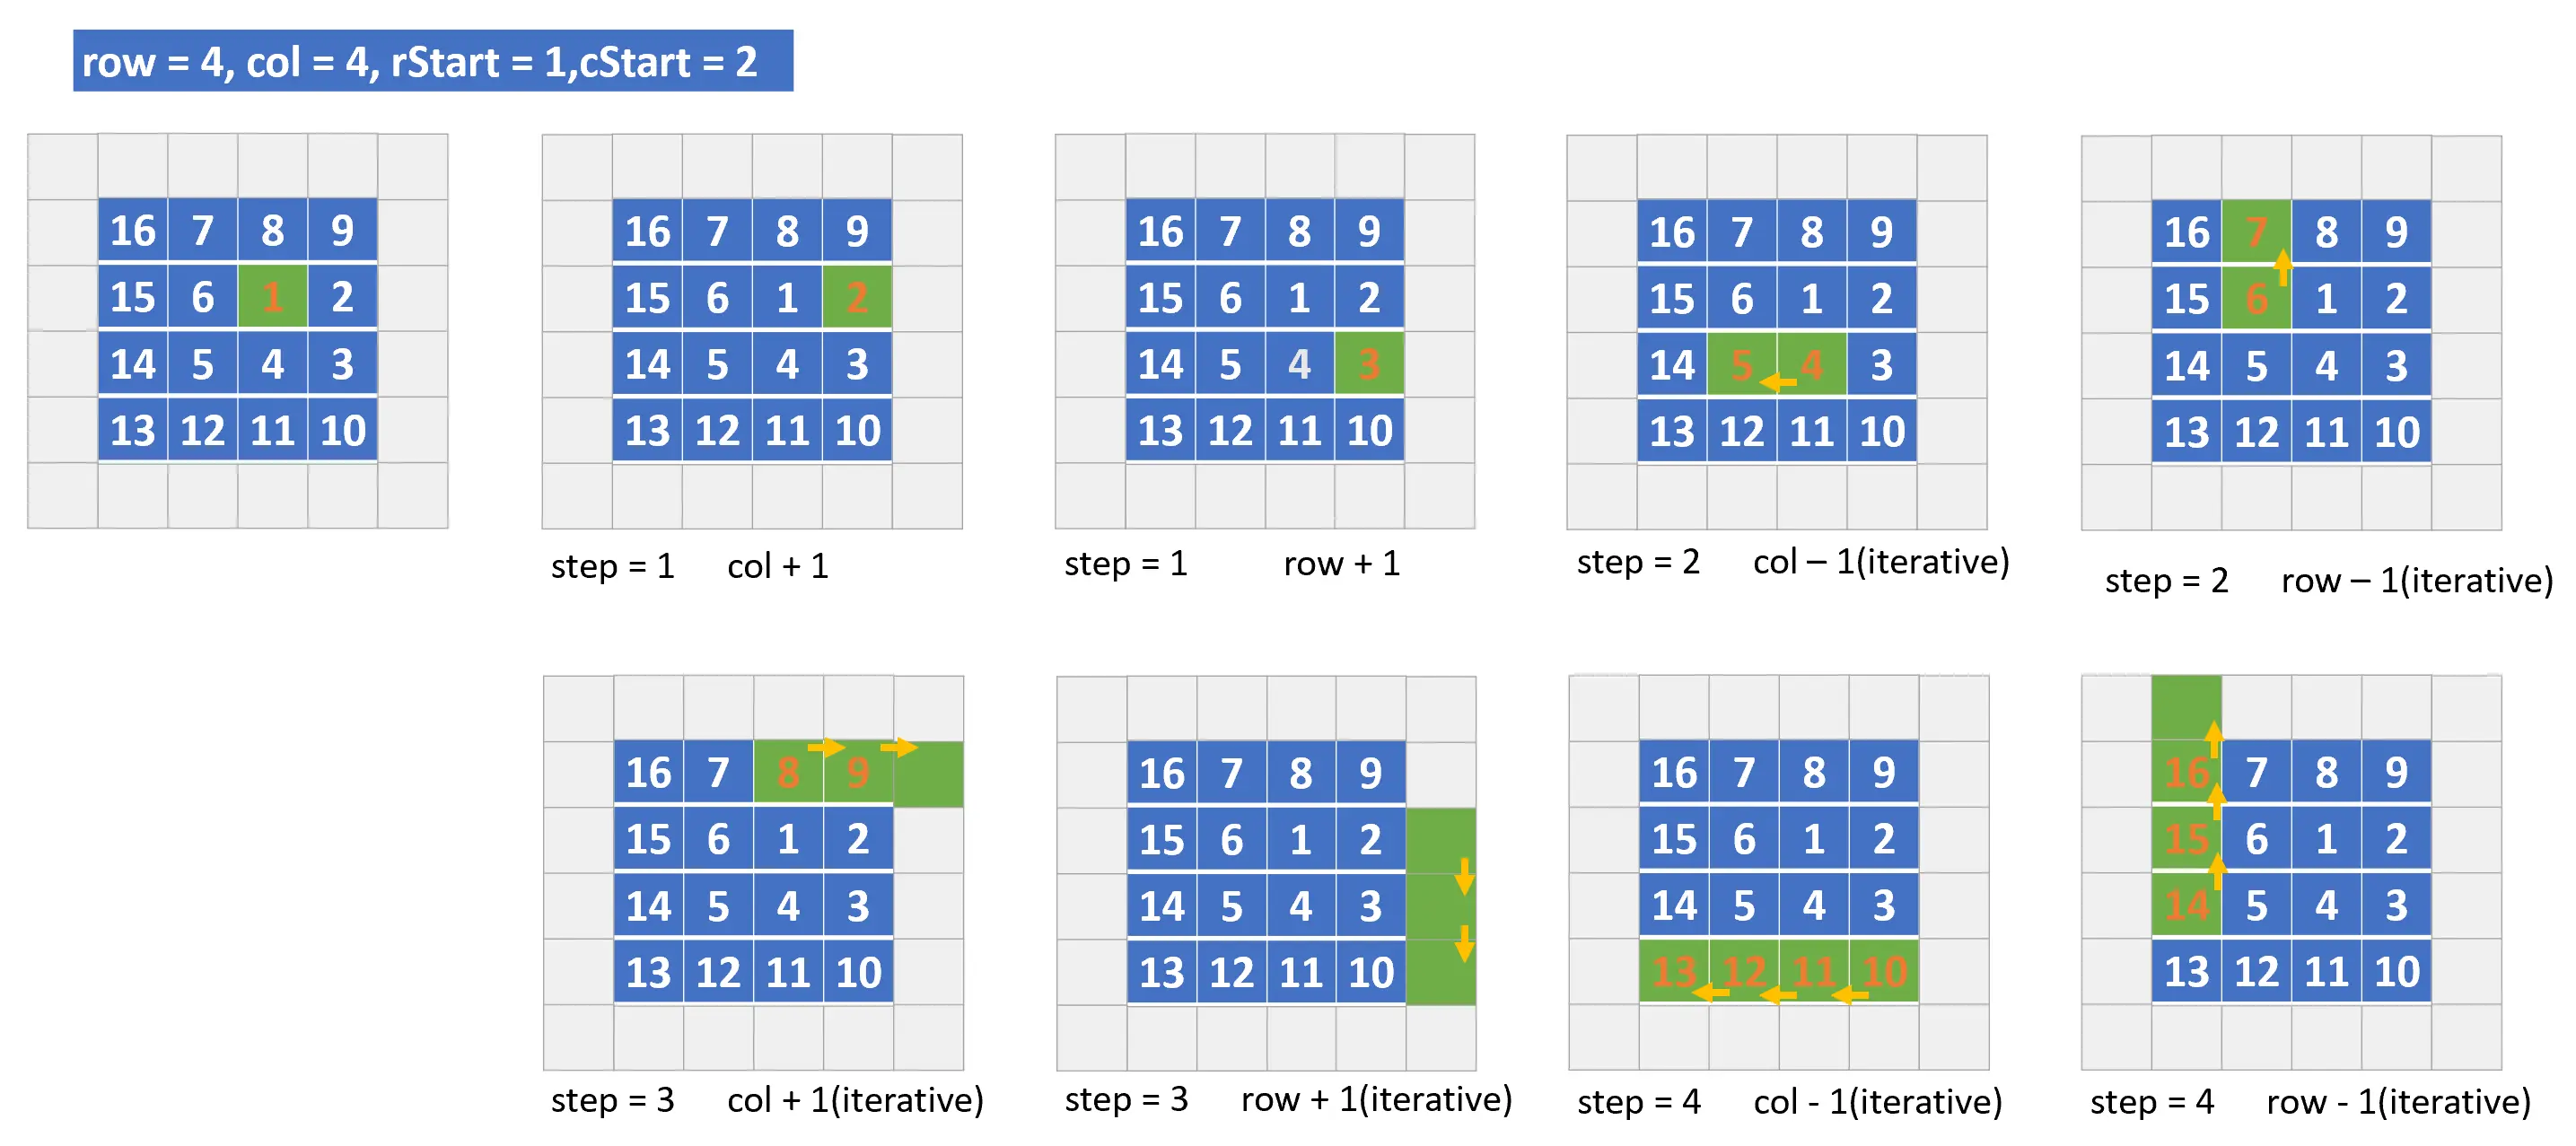 row = 4, col = 4, rStart = 1,cStart = 2
16 7 8 9
15 6 1 2
14 5 4 3
13 12 11 10
16 7 8 9
15 6 1 2
14 5 4 3
13 12 11 10
step = 1 col + 1
16 7 8 9
15 6 1 2
14 5 4 3
13 12 11 10
step = 1 row + 1
16 7 8 9
15 6 1 2
14 5 4 3
13 12 11 10
step = 2 col – 1(iterative)
16 7 8 9
15 6 1 2
14 5 4 3
13 12 11 10
step = 2 row – 1(iterative)
16 7 8 9
15 6 1 2
14 5 4 3
13 12 11 10
step = 3 col + 1(iterative)
16 7 8 9
15 6 1 2
14 5 4 3
13 12 11 10
step = 3 row + 1(iterative)
16 7 8 9
15 6 1 2
14 5 4 3
13 12 11 10
step = 4 col - 1(iterative)
16 7 8 9
15 6 1 2
14 5 4 3
13 12 11 10
step = 4 row - 1(iterative)